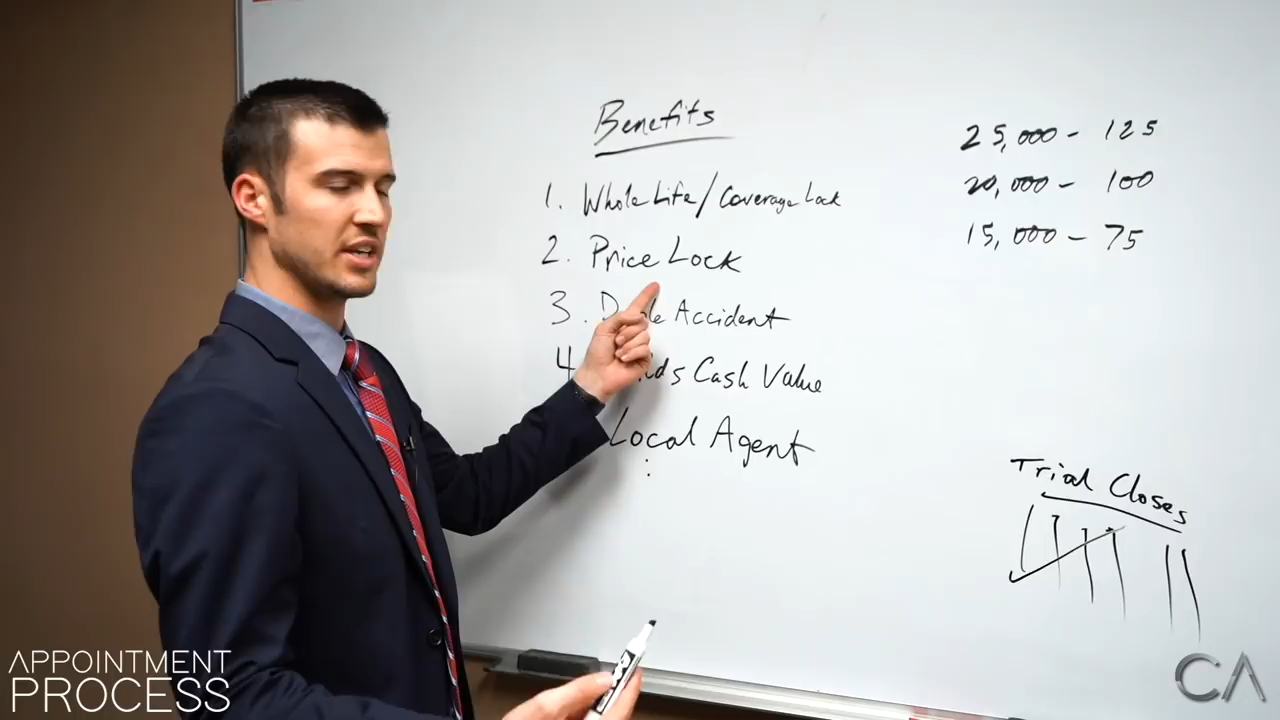 Benefits
1. Whole Life/Coverage Lock
2. Price Lock
3. Accident
4 Cash Value
Local Agent
25,000 - 125
20,000 - 100
15,000 - 75
Trial Closes
APPOINTMENT
PROCESS
CA